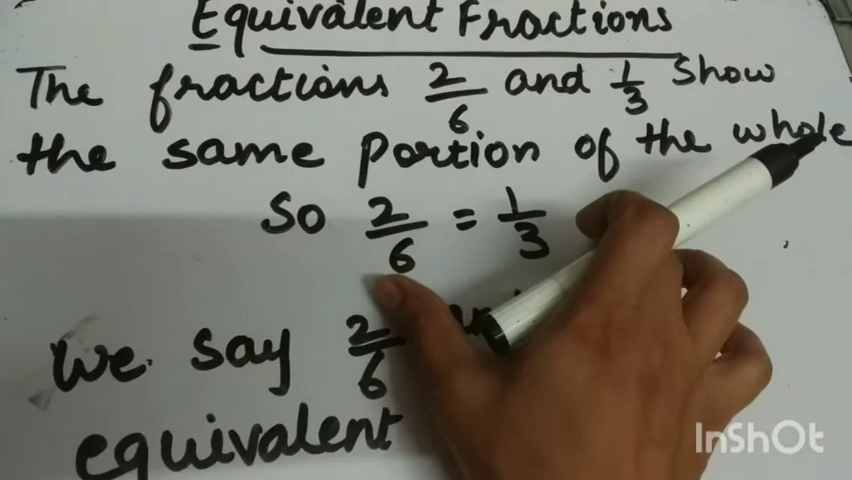 Equivalent Fractions
The fractions 2/6 and 1/3 Show
the same portion of the whole
So 2/6 = 1/3
We say 2/6
equivalent
InShOt